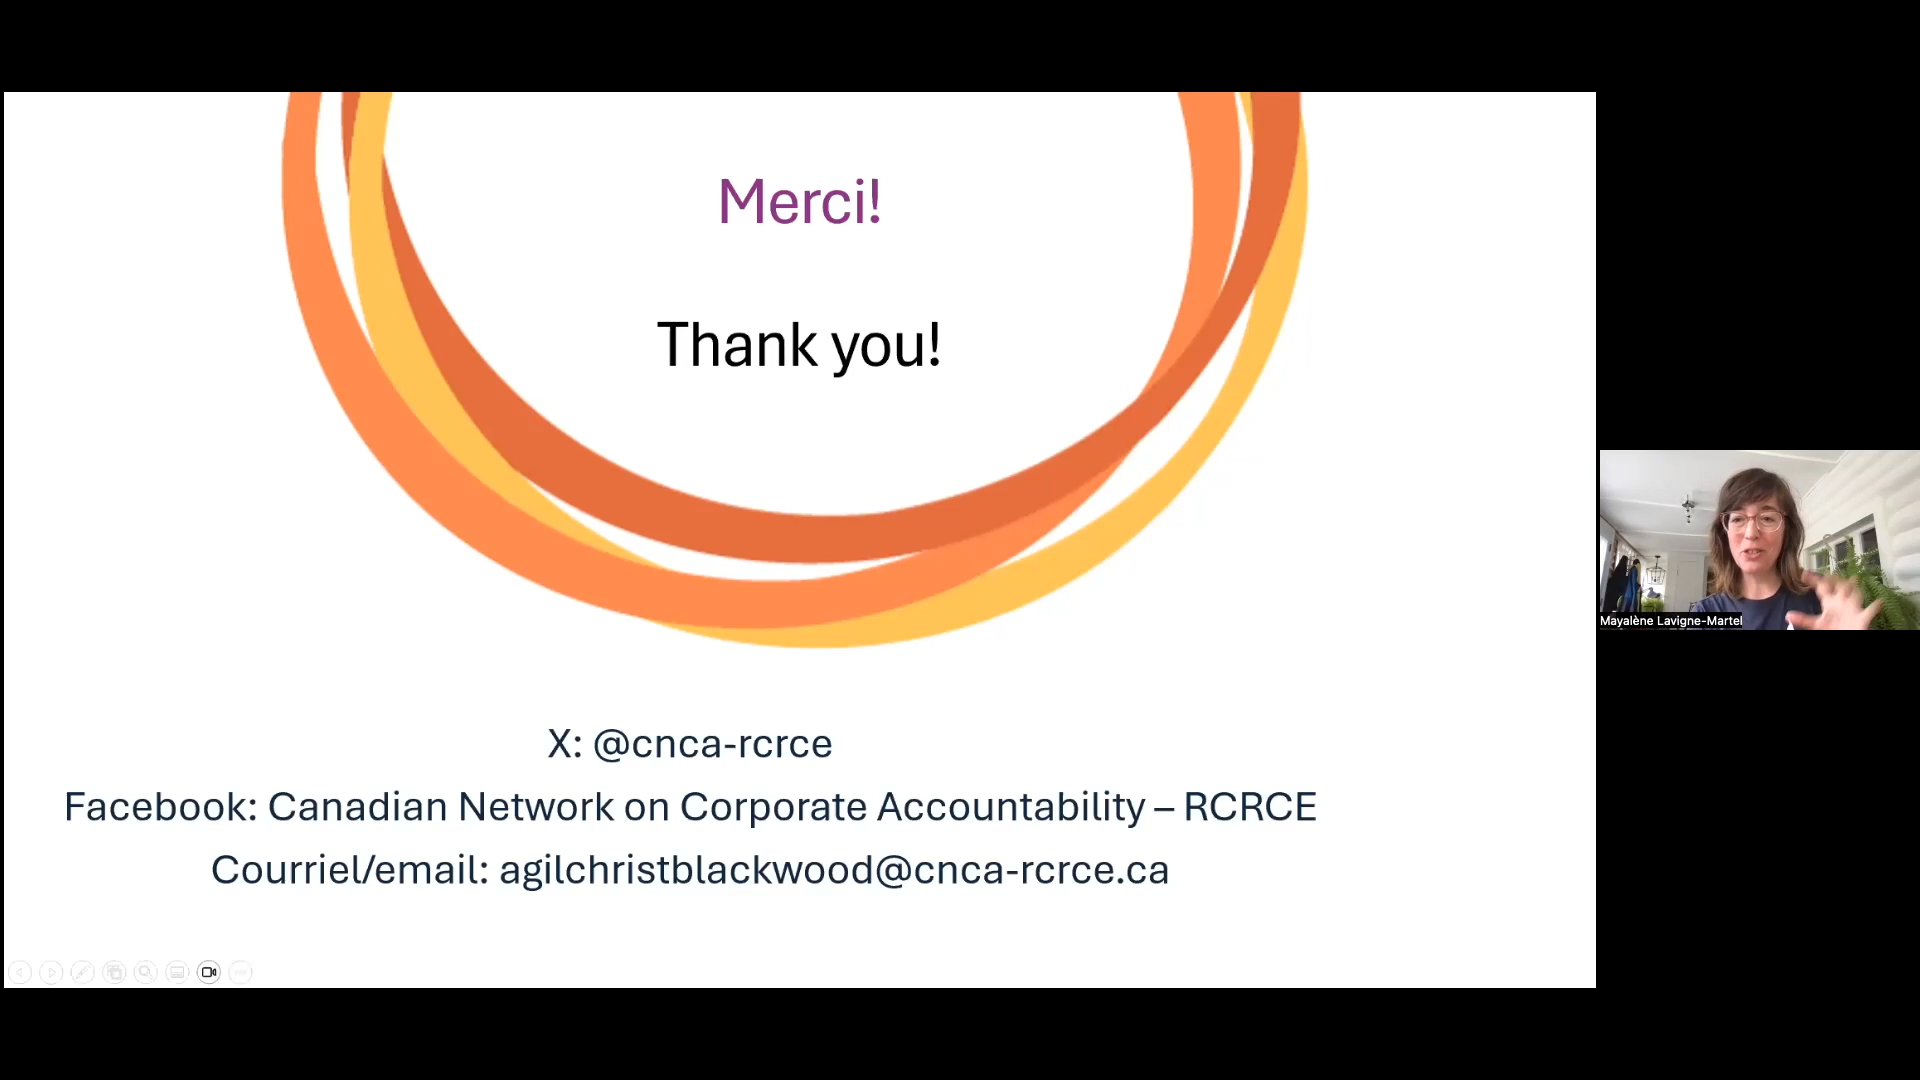 Merci!
Thank you!
X: @cnca-rcrce
Facebook: Canadian Network on Corporate Accountability – RCRCE
Courriel/email: agilchristblackwood@cnca-rcrce.ca
Mayalène Lavigne-Martel